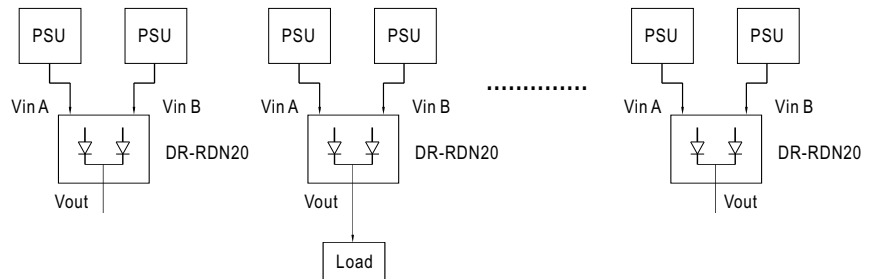 PSU PSU PSU PSU PSU PSU
Vin A Vin B Vin A Vin B Vin A Vin B
DR-RDN20 DR-RDN20 DR-RDN20
Vout Vout Vout
Load